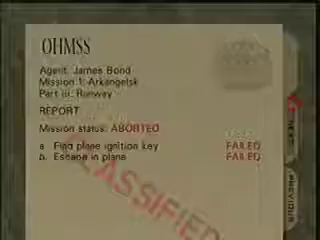 OHMSS
Agent: James Bond
Mission 1: Arkangelsk
Part iii: Runway
REPORT
Mission status: ABORTED
a. Find plane ignition key FAILED
b. Escape in plane FAILED
CLASSIFIED
NEXT
PREVIOUS